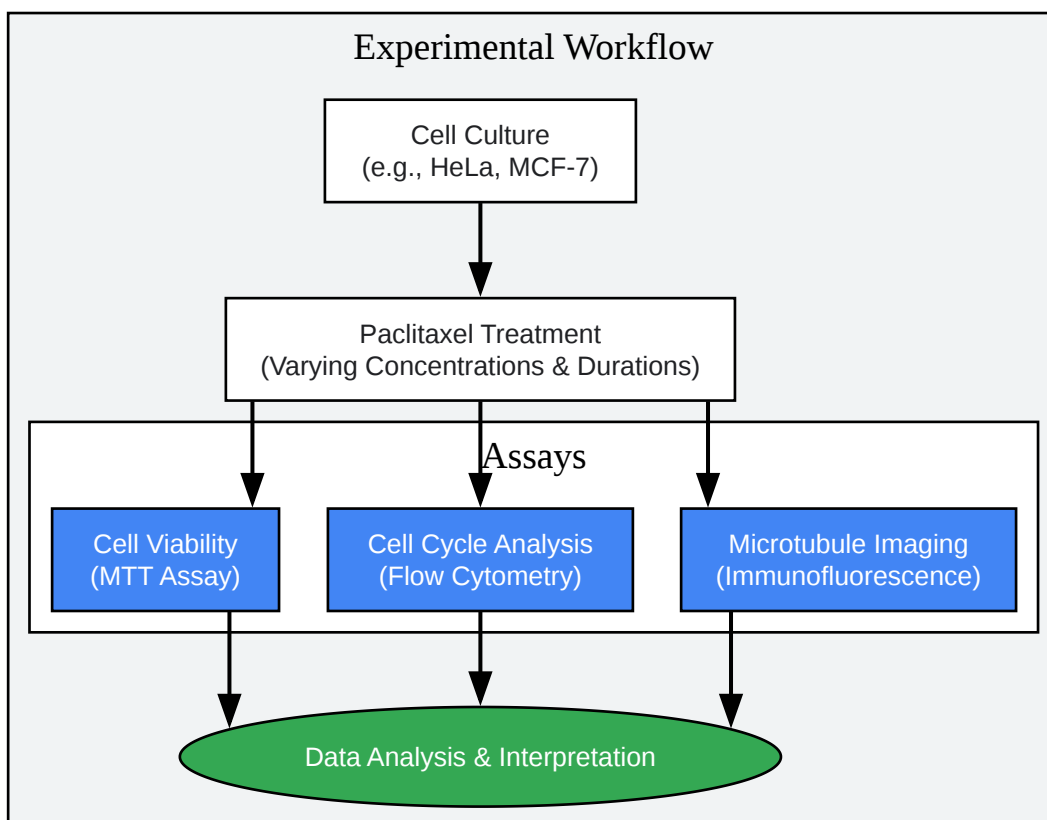 Experimental Workflow
Cell Culture
(e.g., HeLa, MCF-7)
Paclitaxel Treatment
(Varying Concentrations & Durations)
Assays
Cell Viability
(MTT Assay)
Cell Cycle Analysis
(Flow Cytometry)
Microtubule Imaging
(Immunofluorescence)
Data Analysis & Interpretation